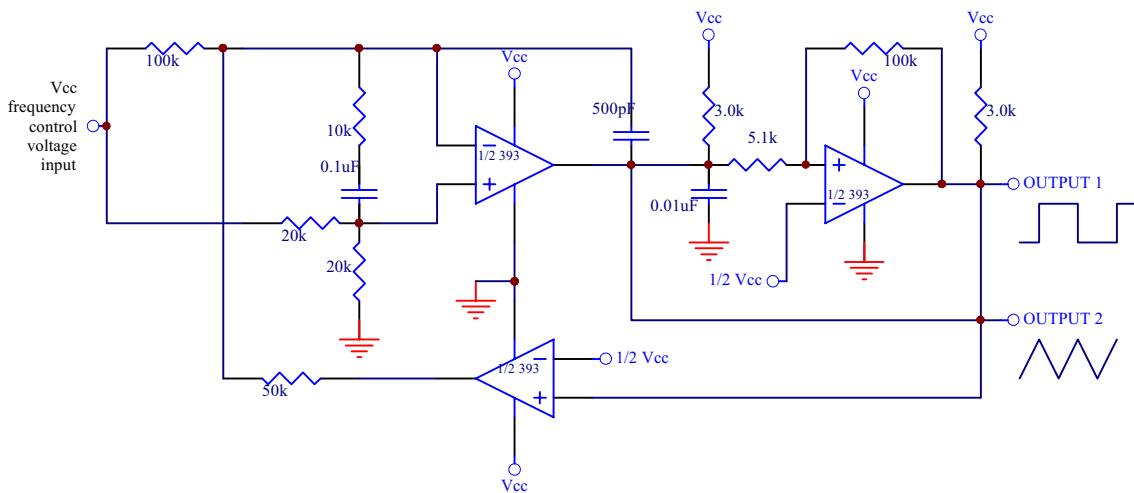 Vcc
Vcc
Vcc
100k
Vcc
100k
Vcc
frequency
control
voltage
input
Vcc
500pF
3.0k
3.0k
10k
5.1k
1/2 393
0.1uF
OUTPUT 1
1/2 393
0.01uF
20k
20k
1/2 Vcc
OUTPUT 2
1/2 393
1/2 Vcc
50k
Vcc